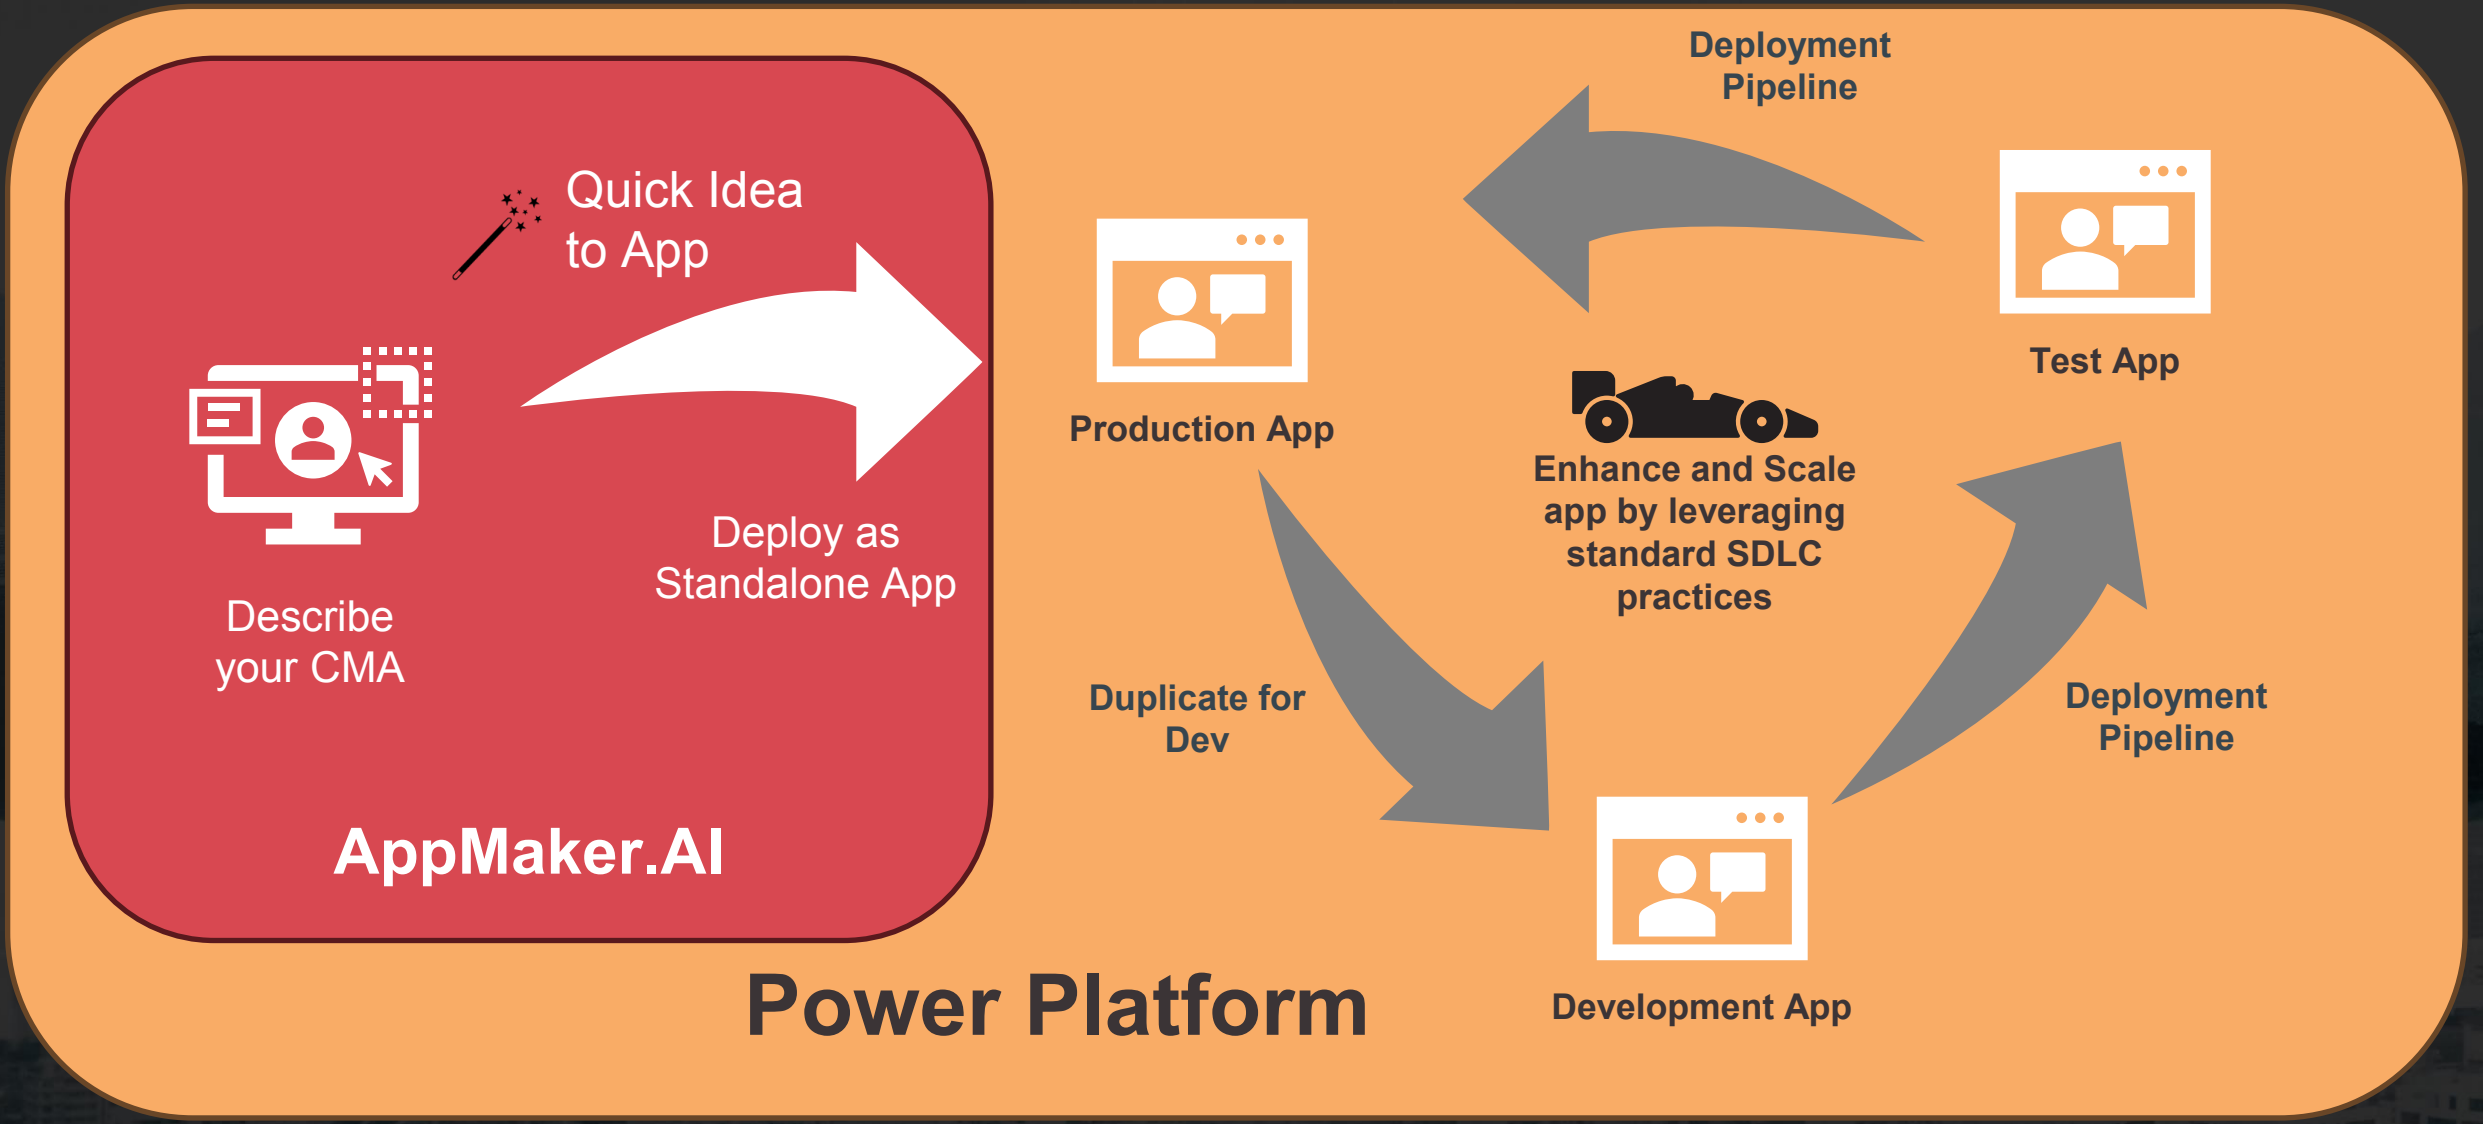 Quick Idea
to App
Describe
your CMA
Deploy as
Standalone App
AppMaker.AI
Production App
Deployment
Pipeline
Test App
Enhance and Scale
app by leveraging
standard SDLC
practices
Duplicate for
Dev
Deployment
Pipeline
Development App
Power Platform